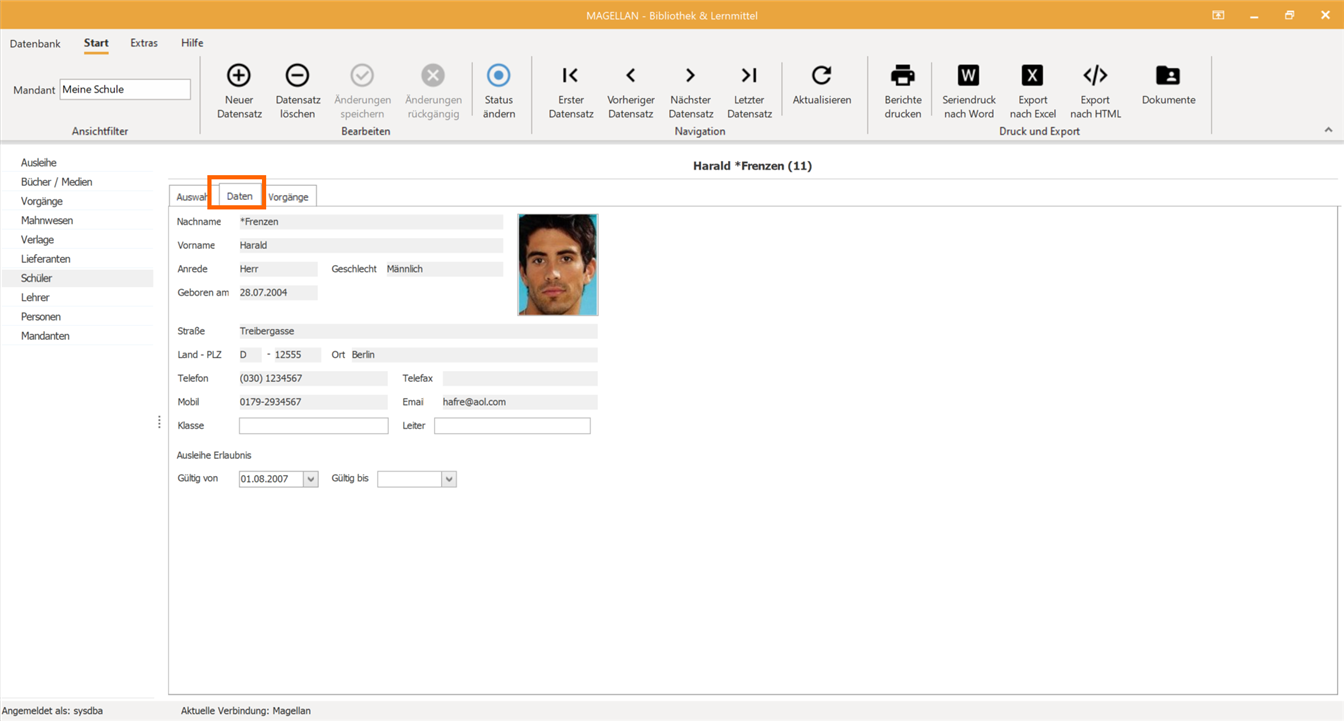 MAGELLAN - Bibliothek & Lernmittel
Datenbank Start Extras Hilfe
Mandant Meine Schule
Ansichtfilter
Neuer Datensatz
Datensatz löschen
Änderungen speichern
Änderungen rückgängig
Status ändern
Bearbeiten
Erster Datensatz
Vorheriger Datensatz
Nächster Datensatz
Letzter Datensatz
Navigation
Aktualisieren
Berichte drucken
W
Seriendruck nach Word
X
Export nach Excel
</>
Export nach HTML
Dokumente
Druck und Export
Ausleihe
Bücher / Medien
Vorgänge
Mahnwesen
Verlage
Lieferanten
Schüler
Lehrer
Personen
Mandanten
Harald *Frenzen (11)
Auswahl Daten Vorgänge
Nachname *Frenzen
Vorname Harald
Anrede Herr Geschlecht Männlich
Geboren am 28.07.2004
Straße Treibergasse
Land - PLZ D - 12555 Ort Berlin
Telefon (030) 1234567 Telefax
Mobil 0179-2934567 Emai hafre@aol.com
Klasse Leiter
Ausleihe Erlaubnis
Gültig von 01.08.2007 Gültig bis
Angemeldet als: sysdba Aktuelle Verbindung: Magellan